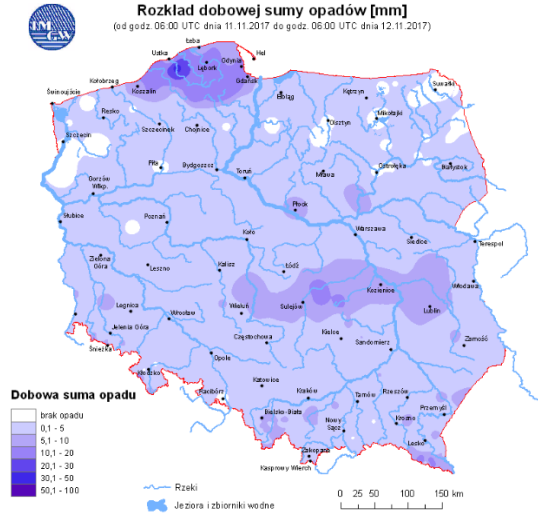 Rozkład dobowej sumy opadów [mm]
(od godz. 06:00 UTC dnia 11.11.2017 do godz. 06:00 UTC dnia 12.11.2017)
IM
GW
Łeba
Ustka
Hel
Lębork
Gdynia
Gdańsk
Kołobrzeg
Koszalin
Świnoujście
Elbląg
Kętrzyn
Suwałki
Resko
Mikołajki
Olsztyn
Szczecin
Szczecinek
Chojnice
Piła
Bydgoszcz
Ostrołęka
Białystok
Toruń
Mława
Gorzów
Wlkp.
Płock
Słubice
Poznań
Warszawa
Koło
Siedlce
Terespol
Zielona
Góra
Leszno
Kalisz
Łódź
Kozienice
Włodawa
Legnica
Wieluń
Sulejów
Lublin
Wrocław
Jelenia Góra
Kielce
Częstochowa
Sandomierz
Zamość
Śnieżka
Opole
Kłodzko
Katowice
Racibórz
Kraków
Tarnów
Rzeszów
Bielsko-Biała
Nowy
Sącz
Krosno
Przemyśl
Lesko
Zakopane
Kasprowy Wierch
Dobowa suma opadu
brak opadu
0,1 - 5
5,1 - 10
10,1 - 20
20,1 - 30
30,1 - 50
50,1 - 100
Rzeki
Jeziora i zbiorniki wodne
0 25 50 100 150 km